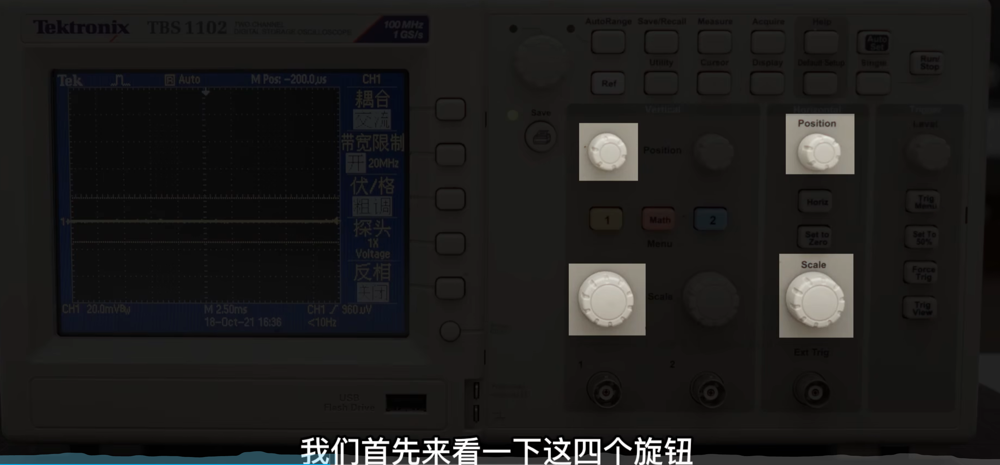 Tektronix TBS 1102 TWO CHANNEL
DIGITAL STORAGE OSCILLOSCOPE
100 MHz
1 GS/s
Tek R Auto M Pos: -200.0µs CH1
耦合
交流
带宽限制
开 20MHz
伏/格
粗调
1
探头
1X
Voltage
反相
关闭
CH1 20.0mVBw M 2.50ms CH1 960µV
18-Oct-21 16:36 <10Hz
USB
Flash Drive
AutoRange Save/Recall Measure Acquire Help
Auto
Set
Utility Cursor Display Default Setup Single
Run/
Stop
Ref
Save
Vertical
Position
1 Math 2
Menu
Scale
1 2
Horizontal
Position
Horiz
Set to
Zero
Scale
Ext Trig
Trigger
Level
Trig
Menu
Set To
50%
Force
Trig
Trig
View
我们首先来看一下这四个旋钮